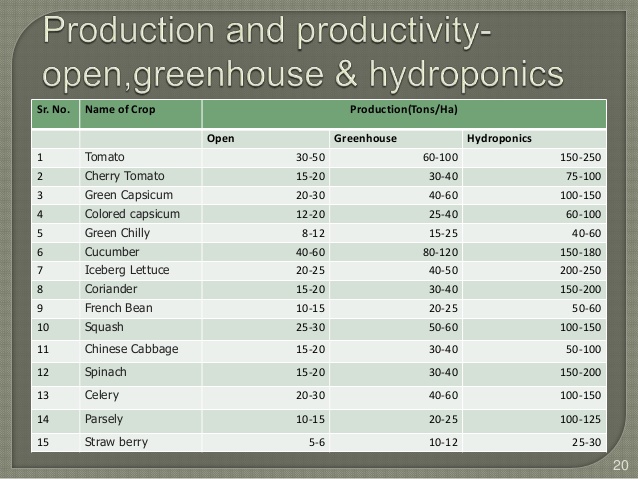 Production and productivity-
open,greenhouse & hydroponics
Sr. No. Name of Crop Production(Tons/Ha)
Open Greenhouse Hydroponics
1 Tomato 30-50 60-100 150-250
2 Cherry Tomato 15-20 30-40 75-100
3 Green Capsicum 20-30 40-60 100-150
4 Colored capsicum 12-20 25-40 60-100
5 Green Chilly 8-12 15-25 40-60
6 Cucumber 40-60 80-120 150-180
7 Iceberg Lettuce 20-25 40-50 200-250
8 Coriander 15-20 30-40 150-200
9 French Bean 10-15 20-25 50-60
10 Squash 25-30 50-60 100-150
11 Chinese Cabbage 15-20 30-40 50-100
12 Spinach 15-20 30-40 150-200
13 Celery 20-30 40-60 100-150
14 Parsely 10-15 20-25 100-125
15 Straw berry 5-6 10-12 25-30
20